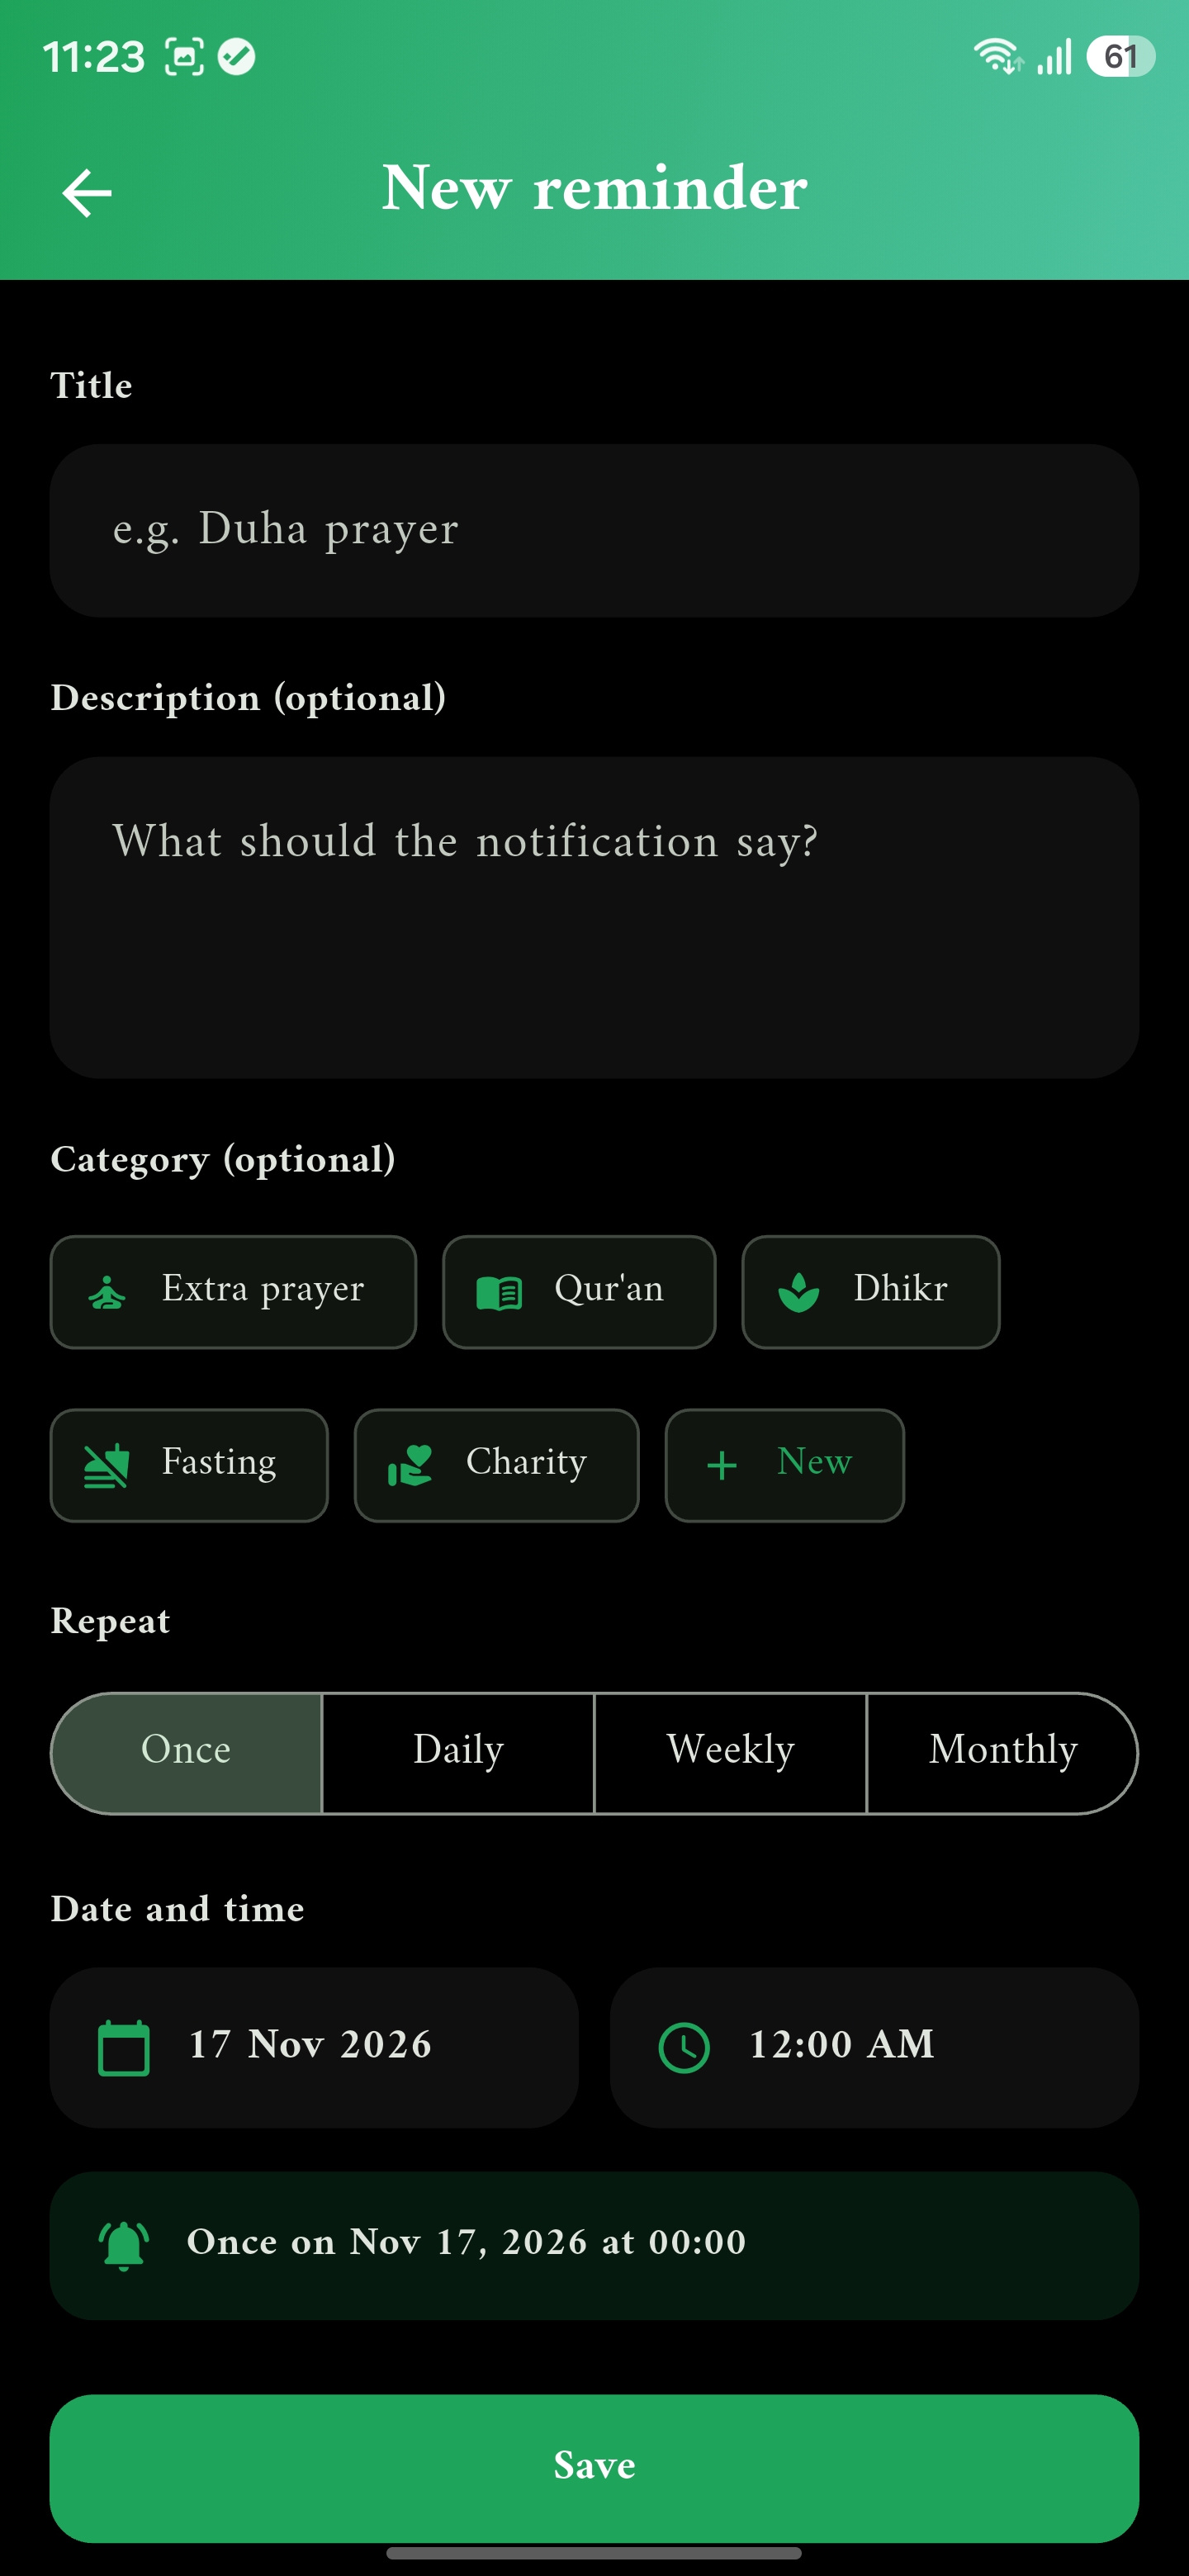 11:23
61
New reminder
Title
e.g. Duha prayer
Description (optional)
What should the notification say?
Category (optional)
Extra prayer
Qur'an
Dhikr
Fasting
Charity
+ New
Repeat
Once
Daily
Weekly
Monthly
Date and time
17 Nov 2026
12:00 AM
Once on Nov 17, 2026 at 00:00
Save